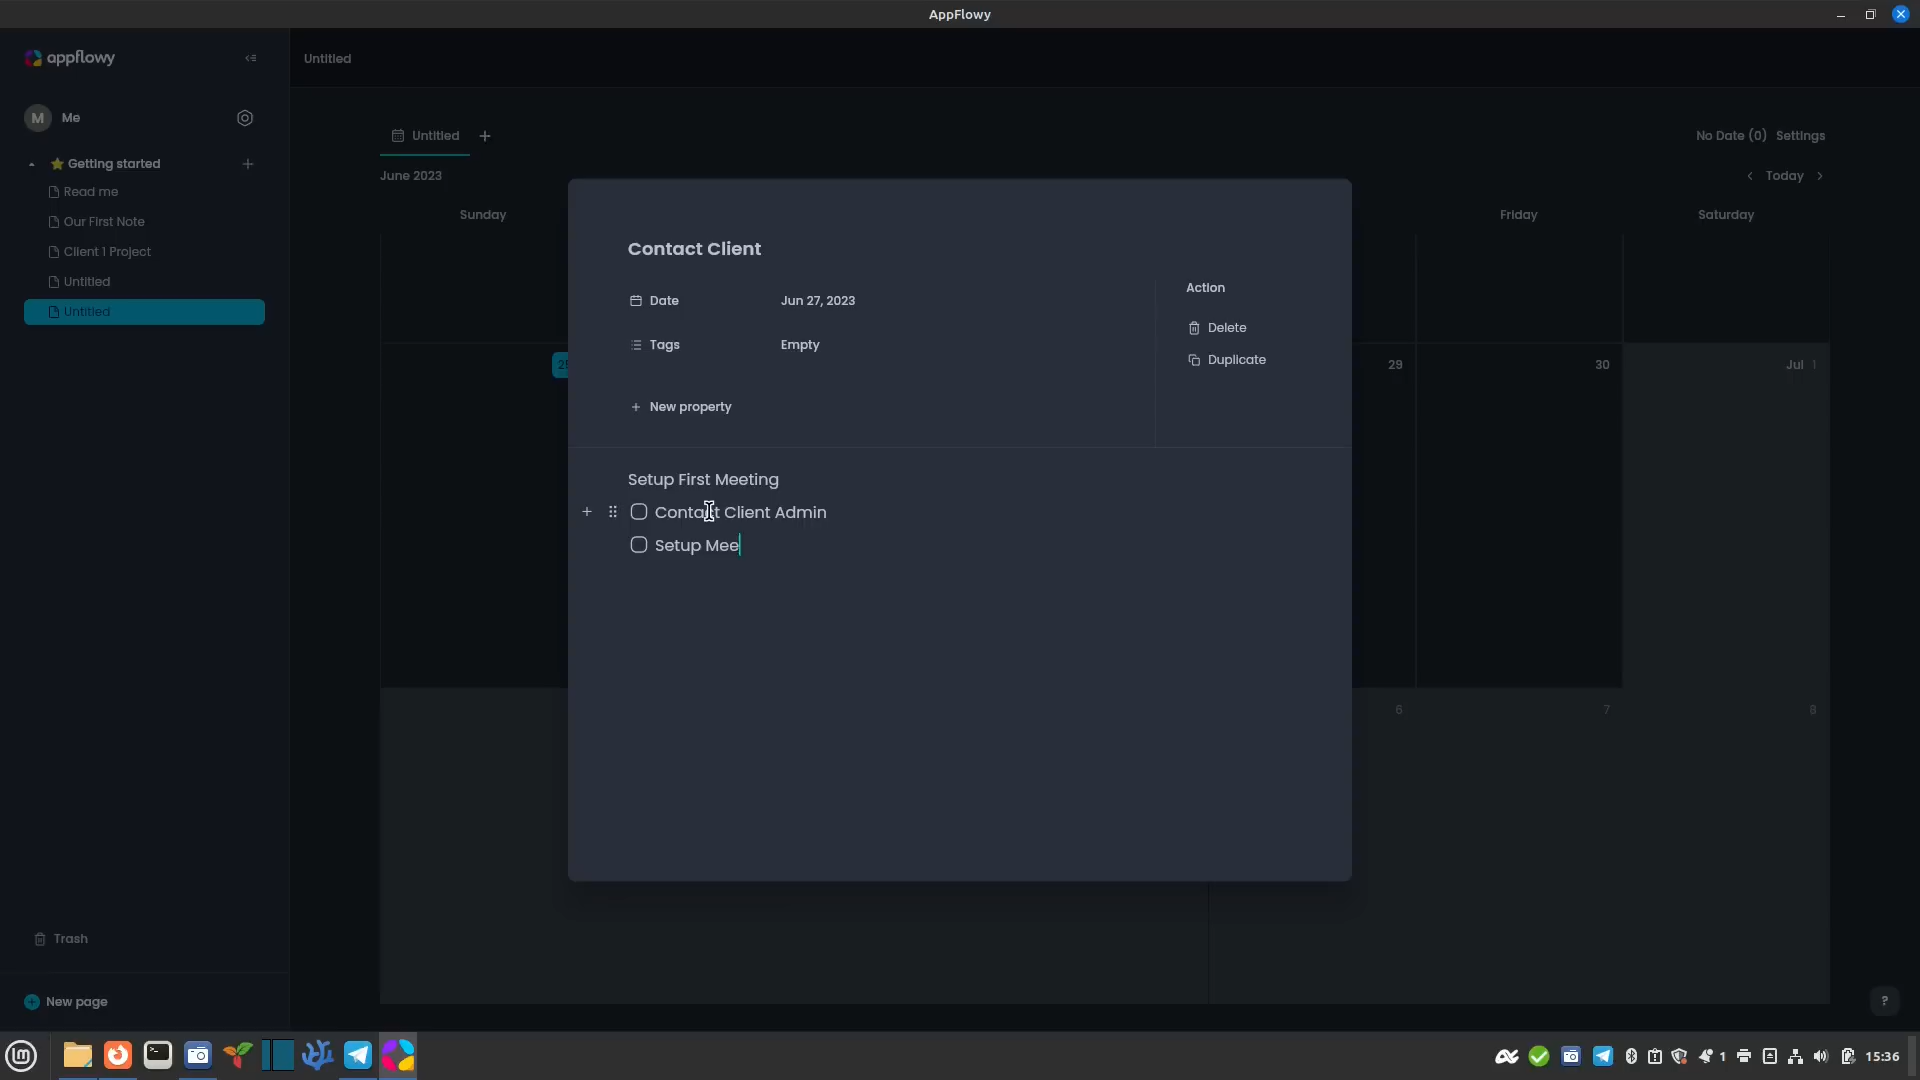 AppFlowy
appflowy
Untitled
M Me
Untitled
No Date (0) Settings
⭐ Getting started
June 2023
Today
Read me
Sunday
Friday
Saturday
Our First Note
Contact Client
Client 1 Project
Action
Untitled
Date
Jun 27, 2023
Untitled
Delete
Tags
Empty
Duplicate
29
30
Jul 1
New property
Setup First Meeting
Contact Client Admin
Setup Mee
6
7
8
Trash
New page
?
1
15:36